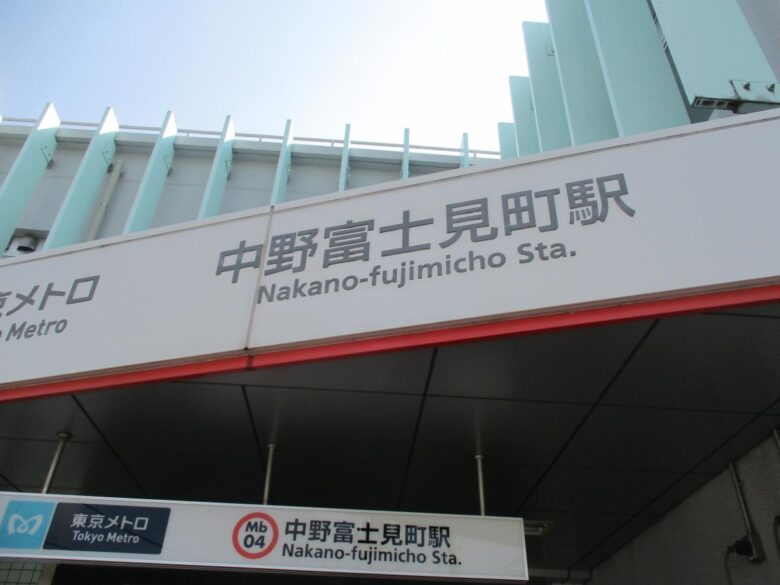 中野富士見町駅
Nakano-fujimicho Sta.
京メトロ
Metro
東京メトロ
Tokyo Metro
Mb
04
中野富士見町駅
Nakano-fujimicho Sta.